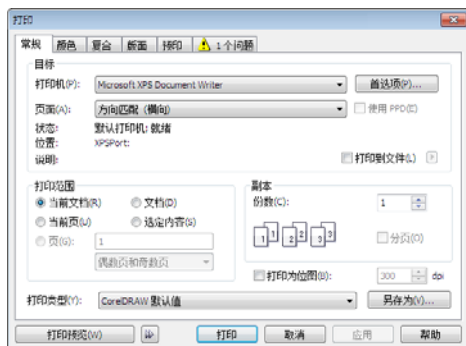 打印
常规 颜色 复合 版面 预印 1 个问题
目标
打印机(P): Microsoft XPS Document Writer 首选项(P)...
页面(A): 方向匹配 (横向) 使用 PPD(E)
状态: 默认打印机: 就绪
位置: XPSPort:
说明: 打印到文件(L)
打印范围 副本
当前文档(R) 文档(D) 份数(C): 1
当前页(U) 选定内容(S)
页(G): 1 1 1 2 2 3 3 分页(O)
偶数页和奇数页
打印为位图(B): 300 dpi
打印类型(Y): CorelDRAW 默认值 另存为(V)...
打印预览(W) 打印 取消 应用 帮助